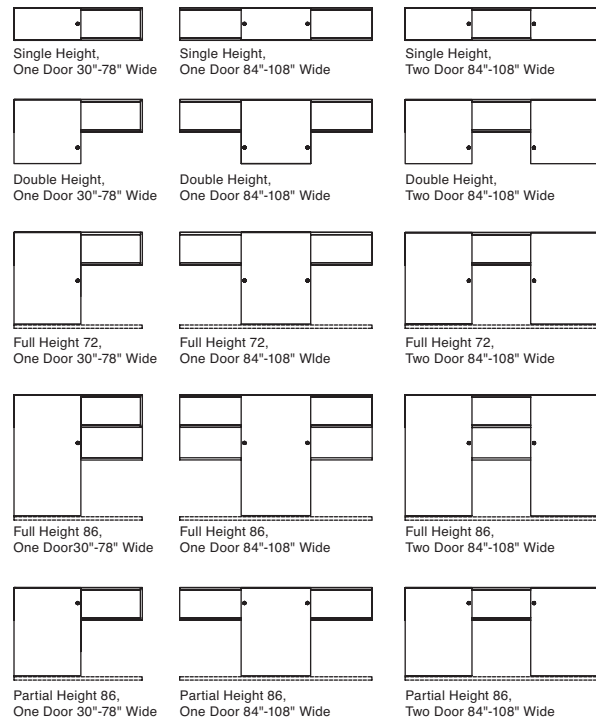 Single Height,
One Door 30"-78" Wide
Single Height,
One Door 84"-108" Wide
Single Height,
Two Door 84"-108" Wide
Double Height,
One Door 30"-78" Wide
Double Height,
One Door 84"-108" Wide
Double Height,
Two Door 84"-108" Wide
Full Height 72,
One Door 30"-78" Wide
Full Height 72,
One Door 84"-108" WIde
Full Height 72,
Two Door 84"-108" Wide
Full Height 86,
One Door30"-78" Wide
Full Height 86,
One Door 84"-108" Wide
Full Height 86,
Two Door 84"-108" Wide
Partial Height 86,
One Door 30"-78" Wide
Partial Height 86,
One Door 84"-108" Wide
Partial Height 86,
Two Door 84"-108" Wide